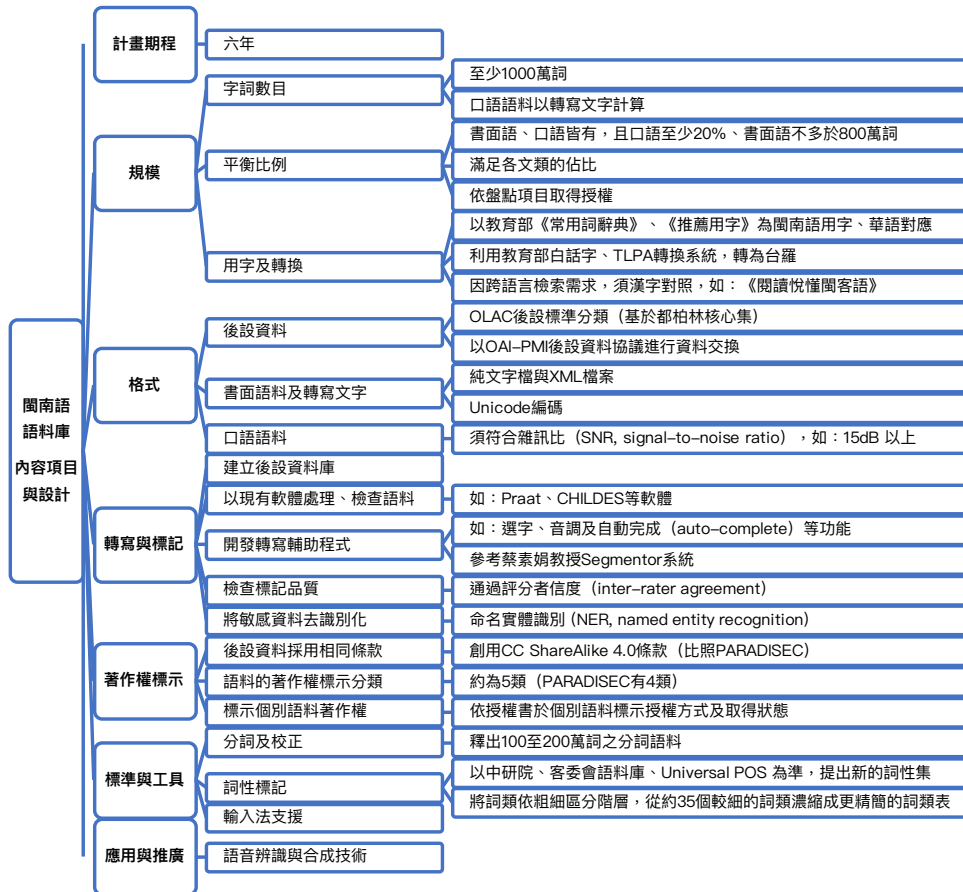 閩南語
語料庫
內容項目
與設計
計畫期程
六年
規模
字詞數目
至少1000萬詞
口語語料以轉寫文字計算
平衡比例
書面語、口語皆有，且口語至少20%、書面語不多於800萬詞
滿足各文類的佔比
依盤點項目取得授權
用字及轉換
以教育部《常用詞辭典》、《推薦用字》為閩南語用字、華語對應
利用教育部白話字、TLPA轉換系統，轉為台羅
因跨語言檢索需求，須漢字對照，如：《閱讀悅懂閩客語》
格式
後設資料
OLAC後設標準分類（基於都柏林核心集）
以OAI-PMI後設資料協議進行資料交換
書面語料及轉寫文字
純文字檔與XML檔案
Unicode編碼
口語語料
須符合雜訊比（SNR, signal-to-noise ratio），如：15dB 以上
轉寫與標記
建立後設資料庫
以現有軟體處理、檢查語料
如：Praat、CHILDES等軟體
開發轉寫輔助程式
如：選字、音調及自動完成（auto-complete）等功能
參考蔡素娟教授Segmentor系統
檢查標記品質
通過評分者信度（inter-rater agreement）
將敏感資料去識別化
命名實體識別 (NER, named entity recognition)
著作權標示
後設資料採用相同條款
創用CC ShareAlike 4.0條款（比照PARADISEC）
語料的著作權標示分類
約為5類（PARADISEC有4類）
標示個別語料著作權
依授權書於個別語料標示授權方式及取得狀態
標準與工具
分詞及校正
釋出100至200萬詞之分詞語料
詞性標記
以中研院、客委會語料庫、Universal POS 為準，提出新的詞性集
將詞類依粗細區分階層，從約35個較細的詞類濃縮成更精簡的詞類表
輸入法支援
應用與推廣
語音辨識與合成技術